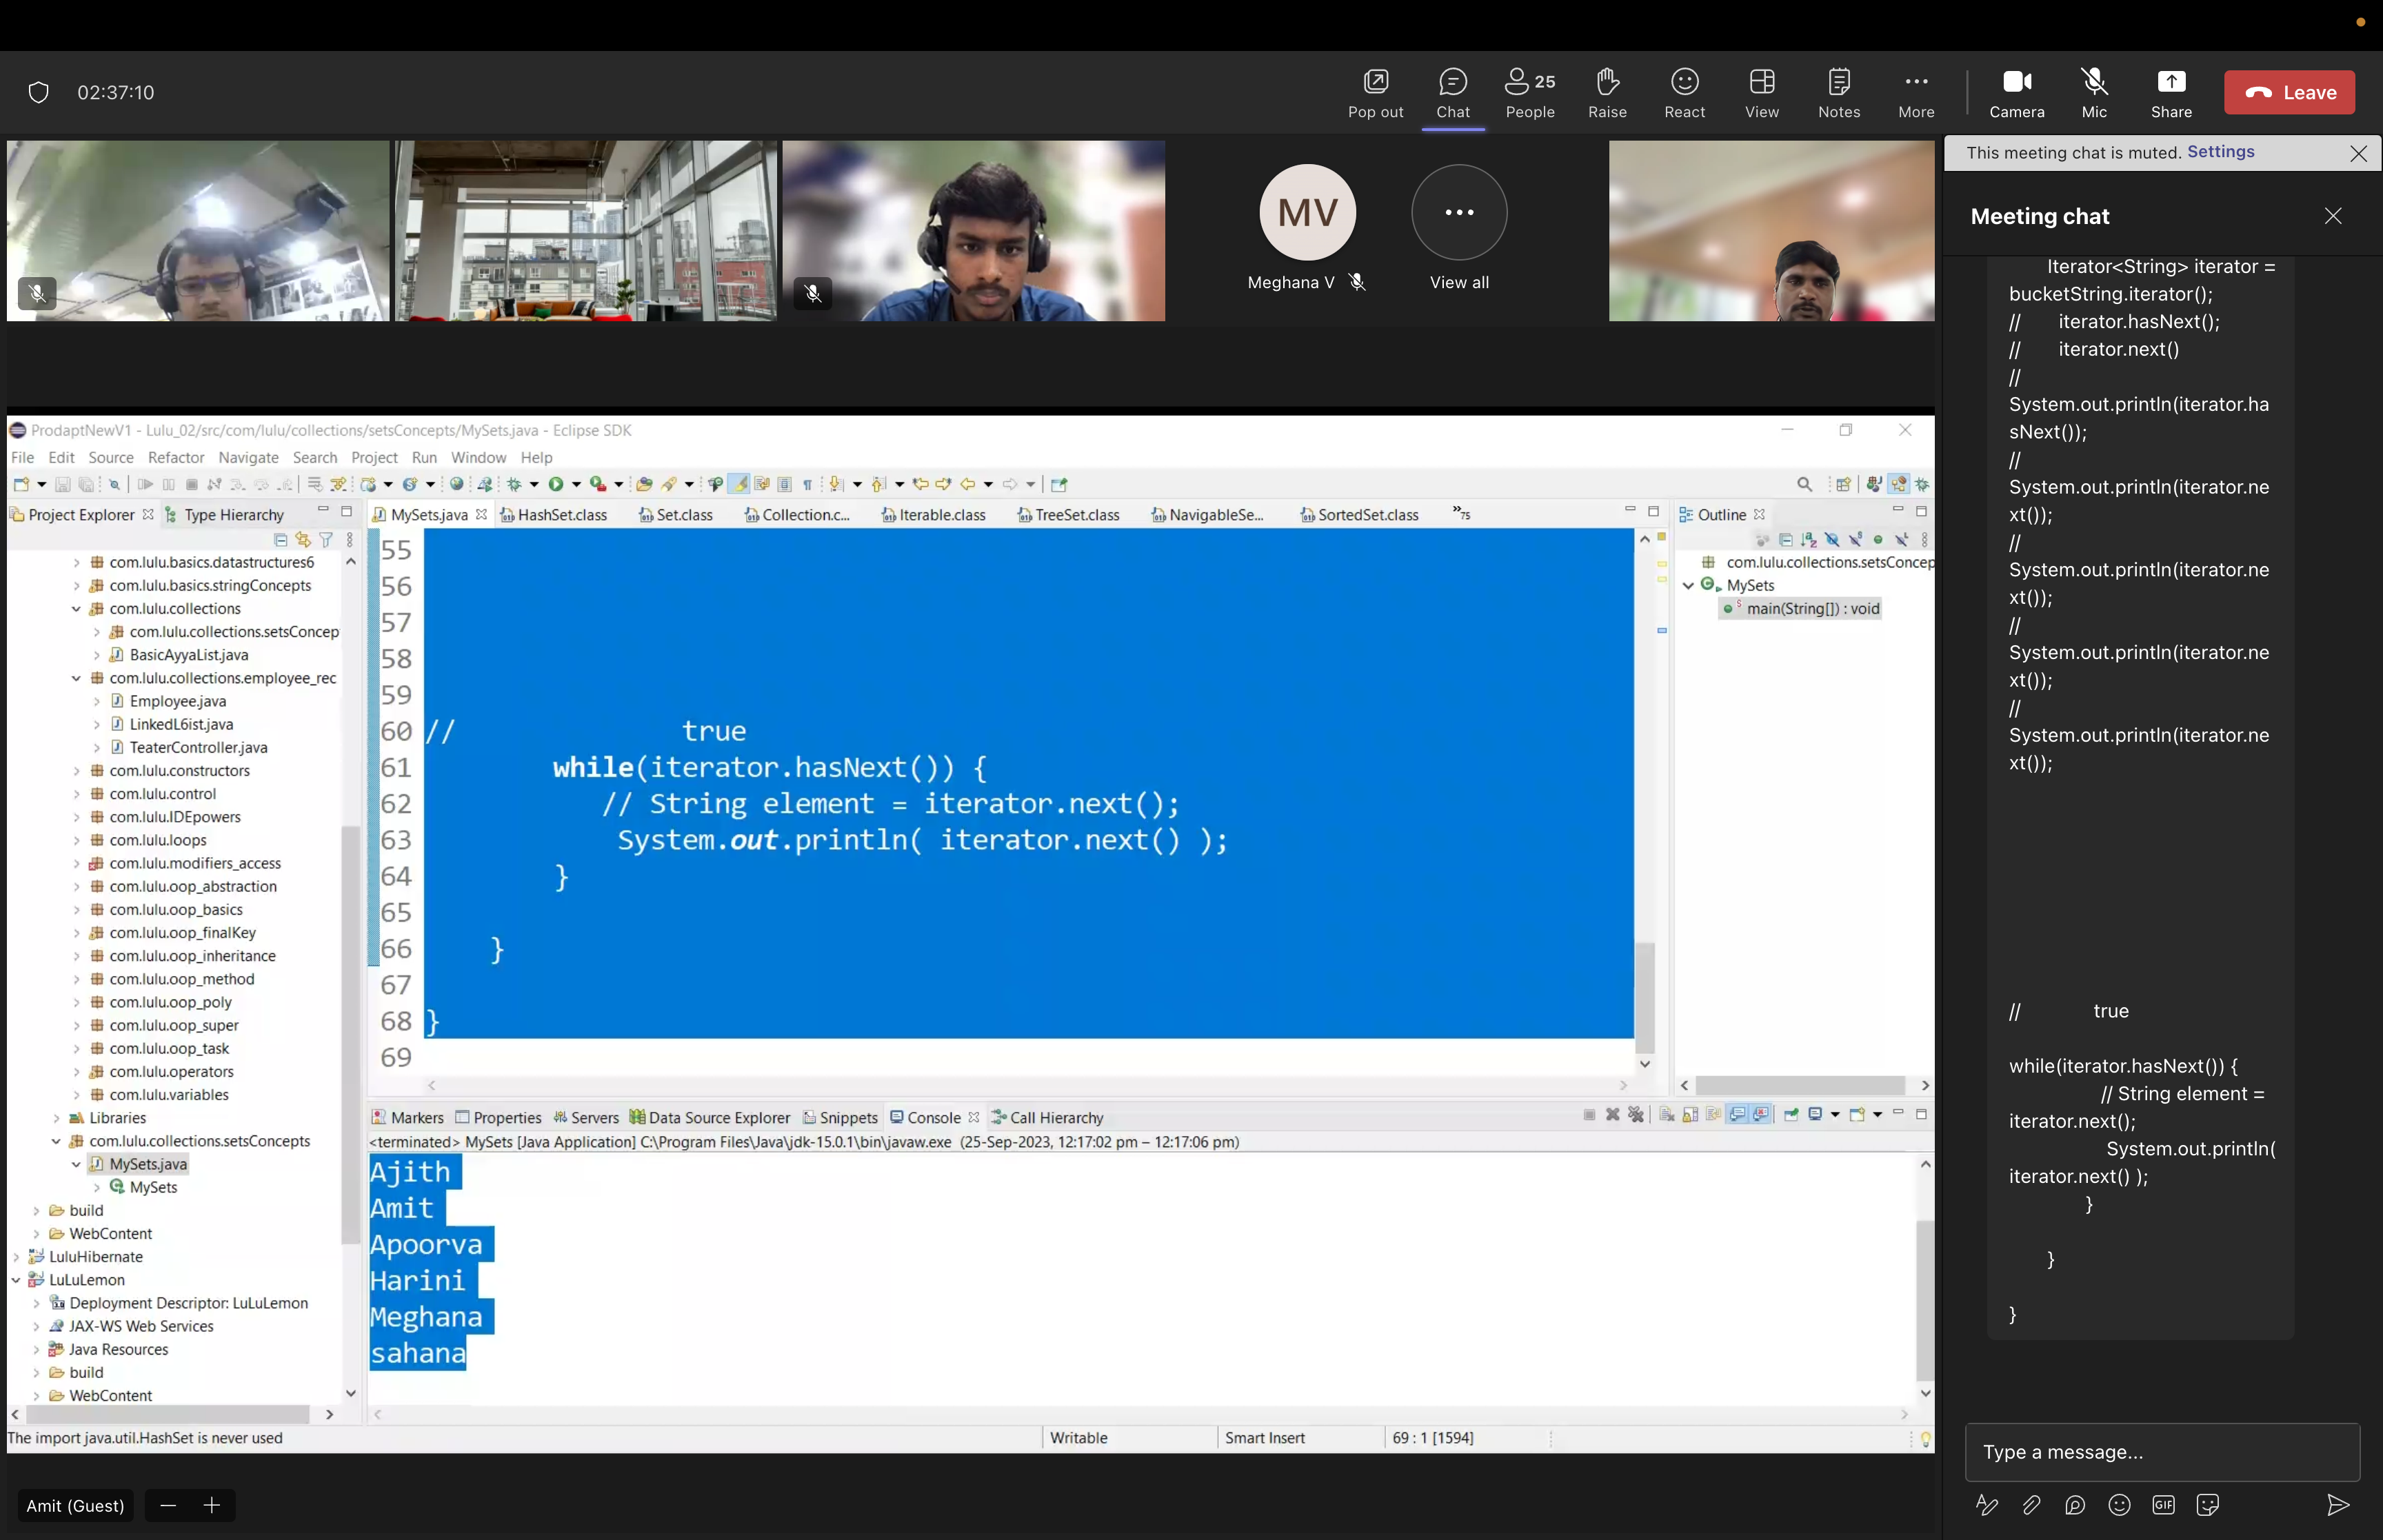 02:37:10
Pop out
Chat
25
People
Raise
React
View
Notes
More
Camera
Mic
Share
Leave
MV
Meghana V
View all
ProdaptNewV1 - Lulu_02/src/com/lulu/collections/setsConcepts/MySets.java - Eclipse SDK
File Edit Source Refactor Navigate Search Project Run Window Help
Project Explorer
Type Hierarchy
com.lulu.basics.datastructures6
com.lulu.basics.stringConcepts
com.lulu.collections
com.lulu.collections.setsConcep
BasicAyyaList.java
com.lulu.collections.employee_rec
Employee.java
LinkedL6ist.java
TeaterController.java
com.lulu.constructors
com.lulu.control
com.lulu.IDEpowers
com.lulu.loops
com.lulu.modifiers_access
com.lulu.oop_abstraction
com.lulu.oop_basics
com.lulu.oop_finalKey
com.lulu.oop_inheritance
com.lulu.oop_method
com.lulu.oop_poly
com.lulu.oop_super
com.lulu.oop_task
com.lulu.operators
com.lulu.variables
Libraries
com.lulu.collections.setsConcepts
MySets.java
MySets
build
WebContent
LuluHibernate
LuLuLemon
Deployment Descriptor: LuLuLemon
JAX-WS Web Services
Java Resources
build
WebContent
MySets.java
HashSet.class
Set.class
Collection.c...
Iterable.class
TreeSet.class
NavigableSe...
SortedSet.class
»75
55
56
57
58
59
60 // true
61 while(iterator.hasNext()) {
62 // String element = iterator.next();
63 System.out.println( iterator.next() );
64 }
65
66 }
67
68 }
69
Outline
com.lulu.collections.setsConcep
MySets
main(String[]) : void
Markers
Properties
Servers
Data Source Explorer
Snippets
Console
Call Hierarchy
<terminated> MySets [Java Application] C:\Program Files\Java\jdk-15.0.1\bin\javaw.exe (25-Sep-2023, 12:17:02 pm – 12:17:06 pm)
Ajith
Amit
Apoorva
Harini
Meghana
sahana
The import java.util.HashSet is never used
Writable
Smart Insert
69 : 1 [1594]
Amit (Guest)
This meeting chat is muted. Settings
Meeting chat
Iterator<String> iterator =
bucketString.iterator();
// iterator.hasNext();
// iterator.next()
//
System.out.println(iterator.ha
sNext());
//
System.out.println(iterator.ne
xt());
//
System.out.println(iterator.ne
xt());
//
System.out.println(iterator.ne
xt());
//
System.out.println(iterator.ne
xt());
// true
while(iterator.hasNext()) {
// String element =
iterator.next();
System.out.println(
iterator.next() );
}
}
}
Type a message...
GIF